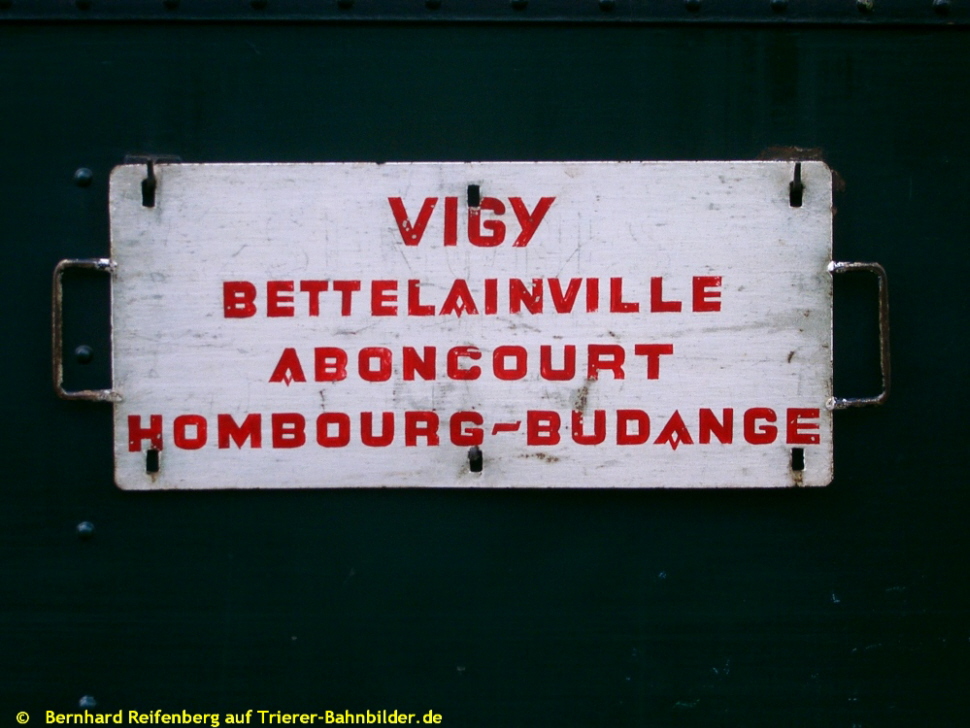 VIGY
BETTELAINVILLE
ABONCOURT
HOMBOURG-BUDANGE
© Bernhard Reifenberg auf Trierer-Bahnbilder.de